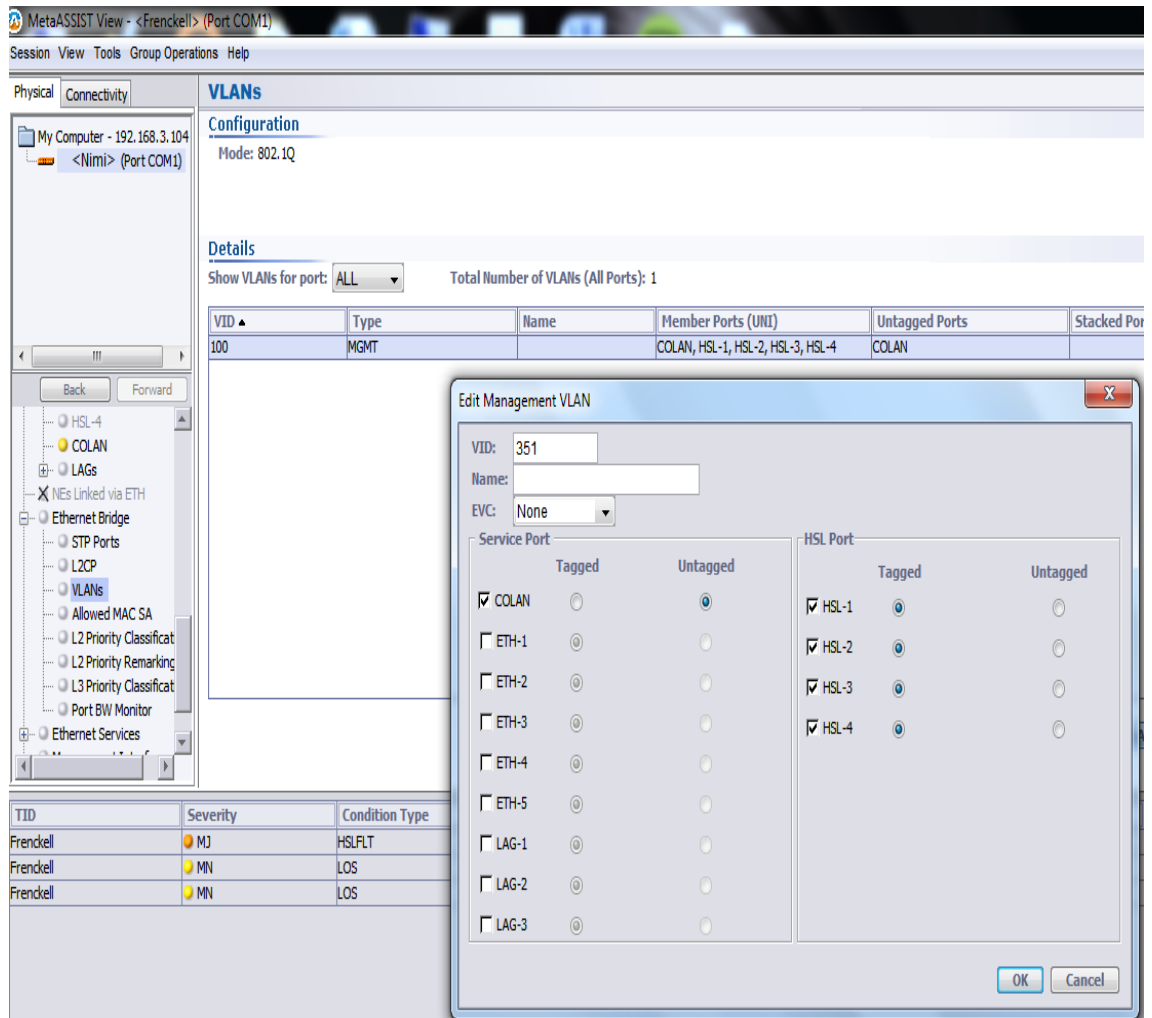 MetaASSIST View - <Frenckell> (Port COM1)
Session View Tools Group Operations Help
Physical Connectivity
My Computer - 192.168.3.104
<Nimi> (Port COM1)
Back Forward
HSL-4
COLAN
LAGs
NEs Linked via ETH
Ethernet Bridge
STP Ports
L2CP
VLANs
Allowed MAC SA
L2 Priority Classificat
L2 Priority Remarking
L3 Priority Classificat
Port BW Monitor
Ethernet Services
VLANs
Configuration
Mode: 802.1Q
Details
Show VLANs for port: ALL Total Number of VLANs (All Ports): 1
VID Type Name Member Ports (UNI) Untagged Ports Stacked Por
100 MGMT COLAN, HSL-1, HSL-2, HSL-3, HSL-4 COLAN
Edit Management VLAN
VID: 351
Name:
EVC: None
Service Port
Tagged Untagged
COLAN
ETH-1
ETH-2
ETH-3
ETH-4
ETH-5
LAG-1
LAG-2
LAG-3
HSL Port
Tagged Untagged
HSL-1
HSL-2
HSL-3
HSL-4
OK Cancel
TID Severity Condition Type
Frenckell MJ HSLFLT
Frenckell MN LOS
Frenckell MN LOS